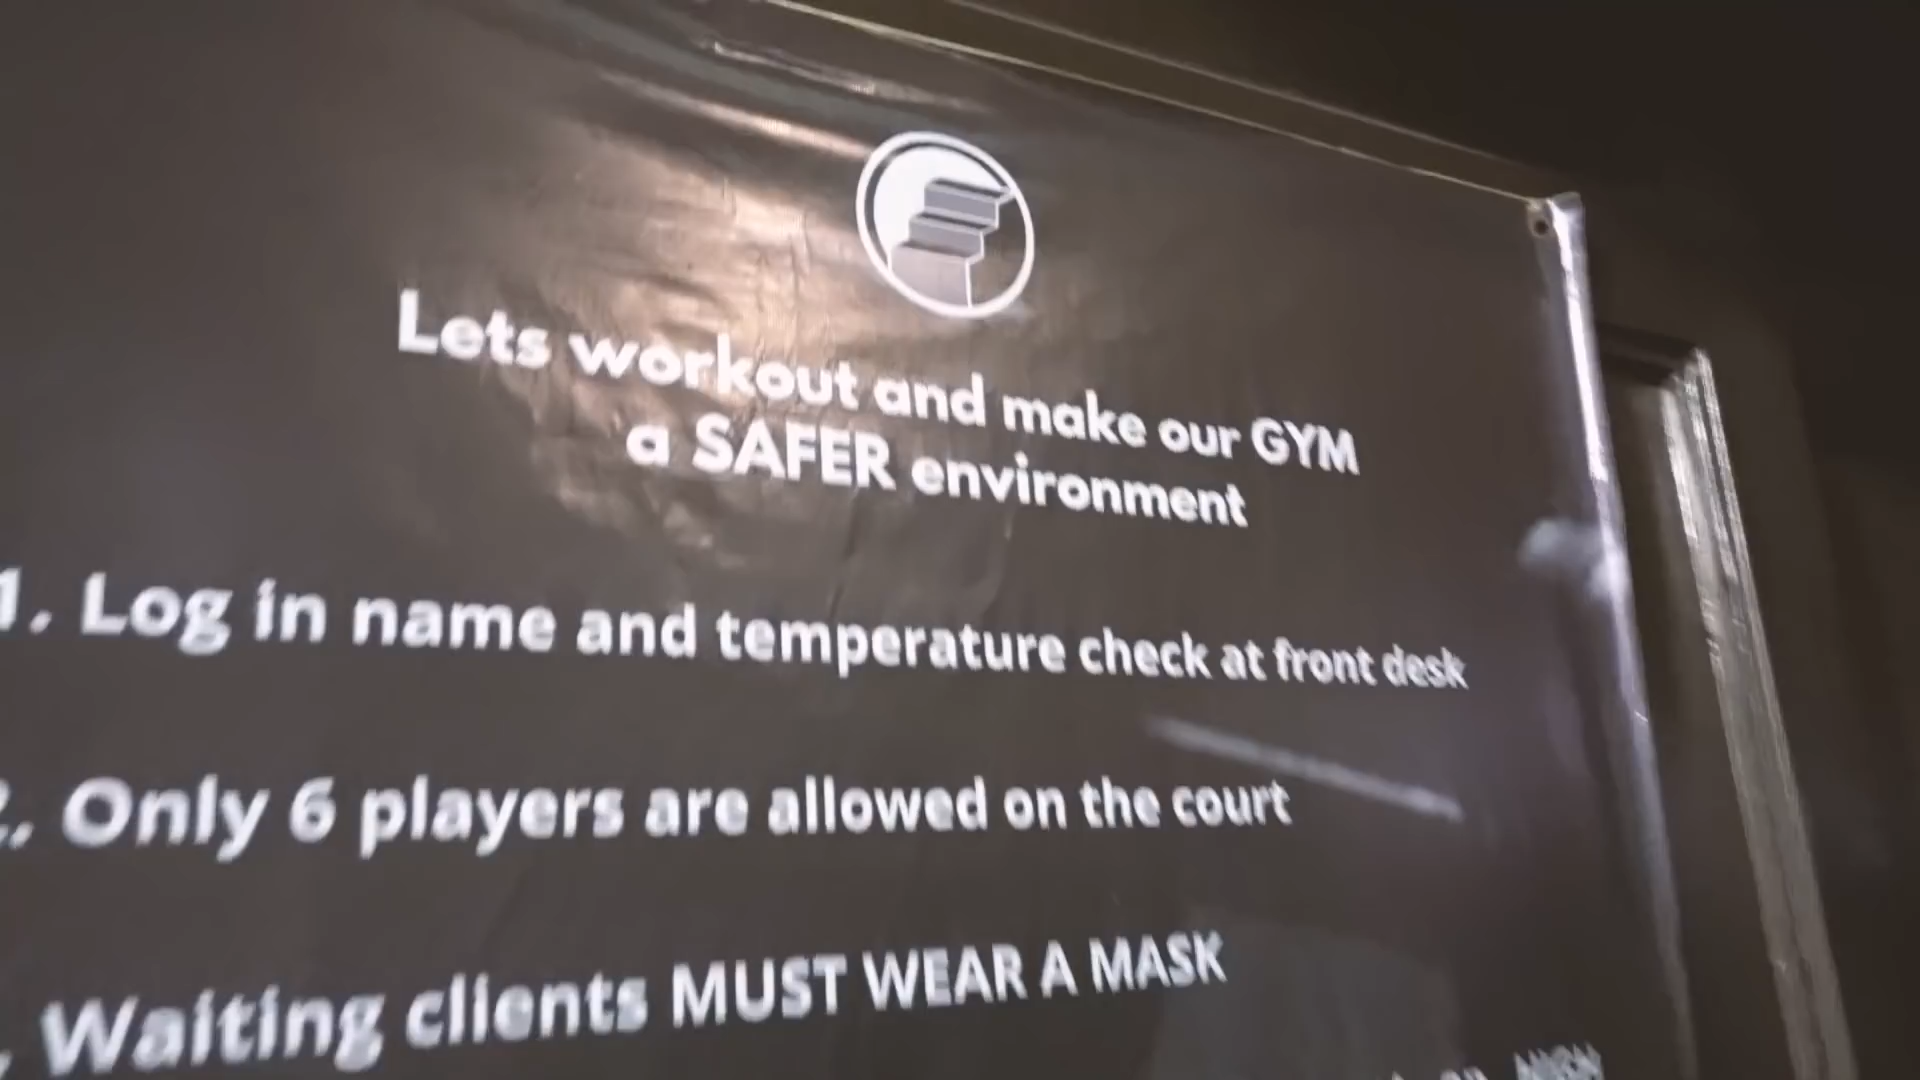 Lets workout and make our GYM
a SAFER environment
1. Log in name and temperature check at front desk
2. Only 6 players are allowed on the court
Waiting clients MUST WEAR A MASK